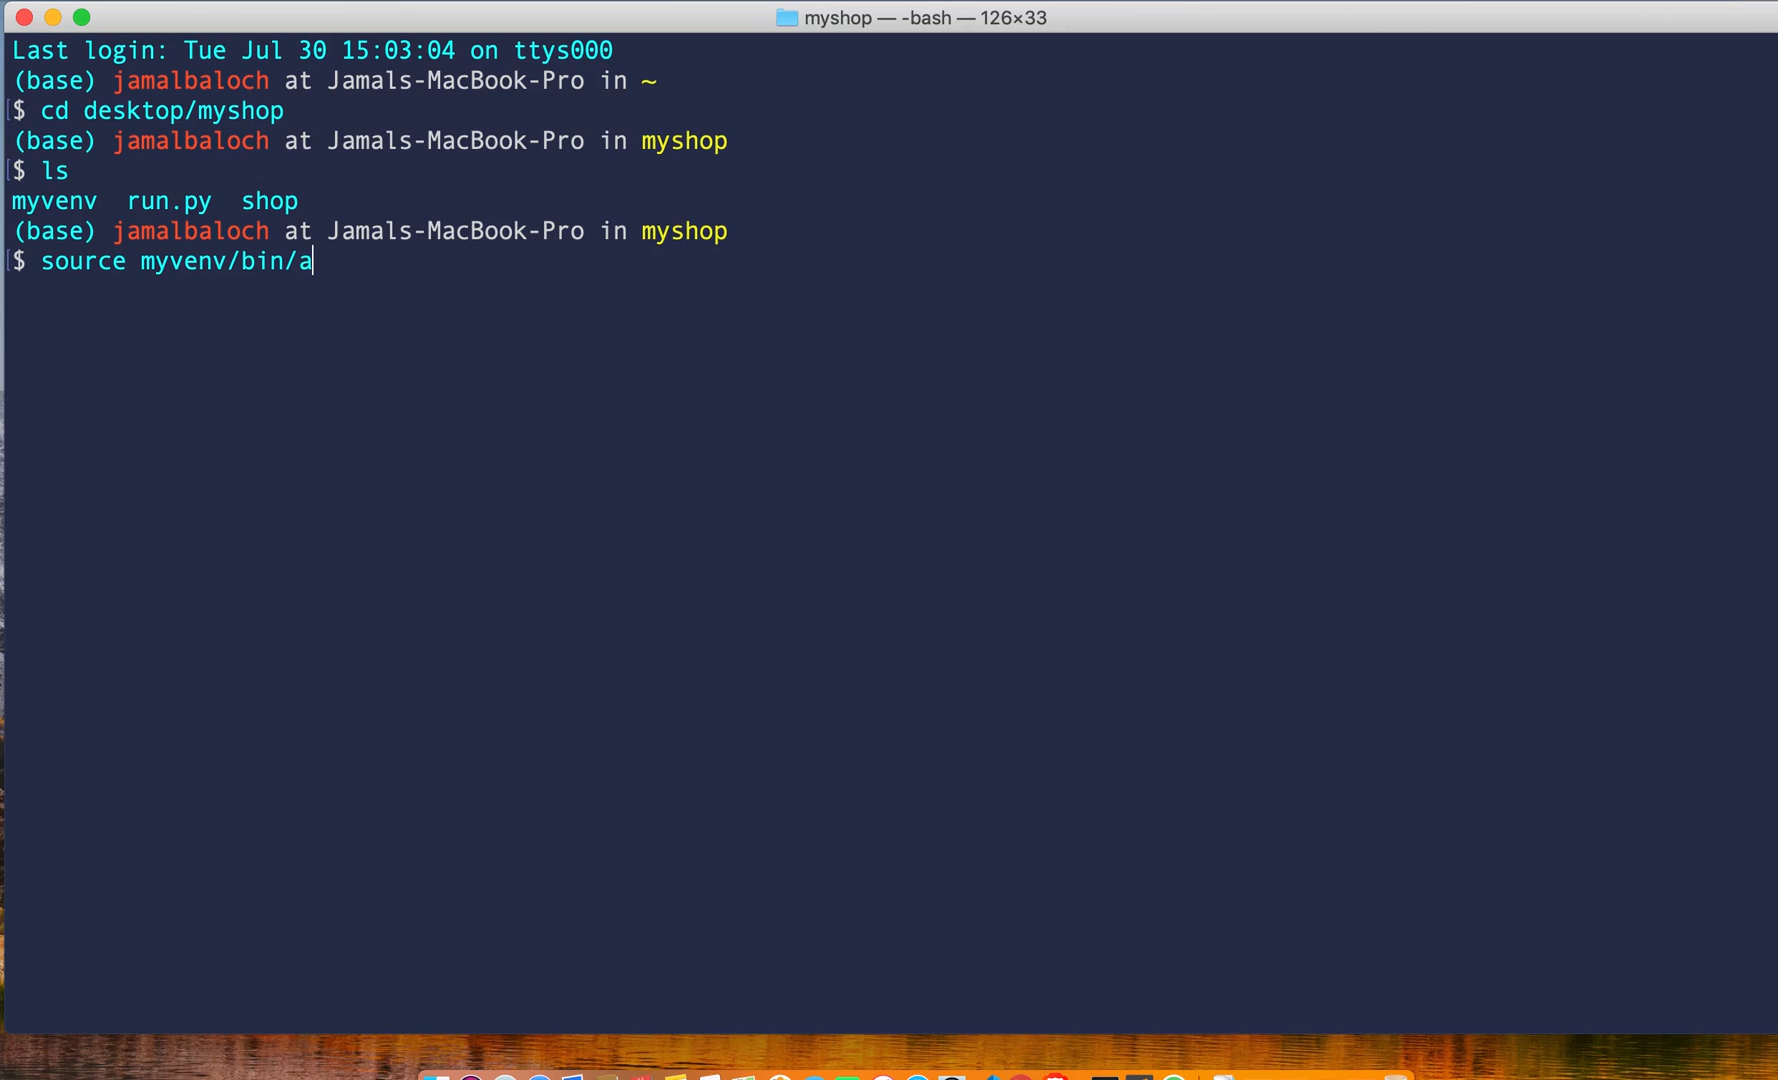 myshop — -bash — 126×33
Last login: Tue Jul 30 15:03:04 on ttys000
(base) jamalbaloch at Jamals-MacBook-Pro in ~
[$ cd desktop/myshop
(base) jamalbaloch at Jamals-MacBook-Pro in myshop
[$ ls
myvenv  run.py  shop
(base) jamalbaloch at Jamals-MacBook-Pro in myshop
[$ source myvenv/bin/a